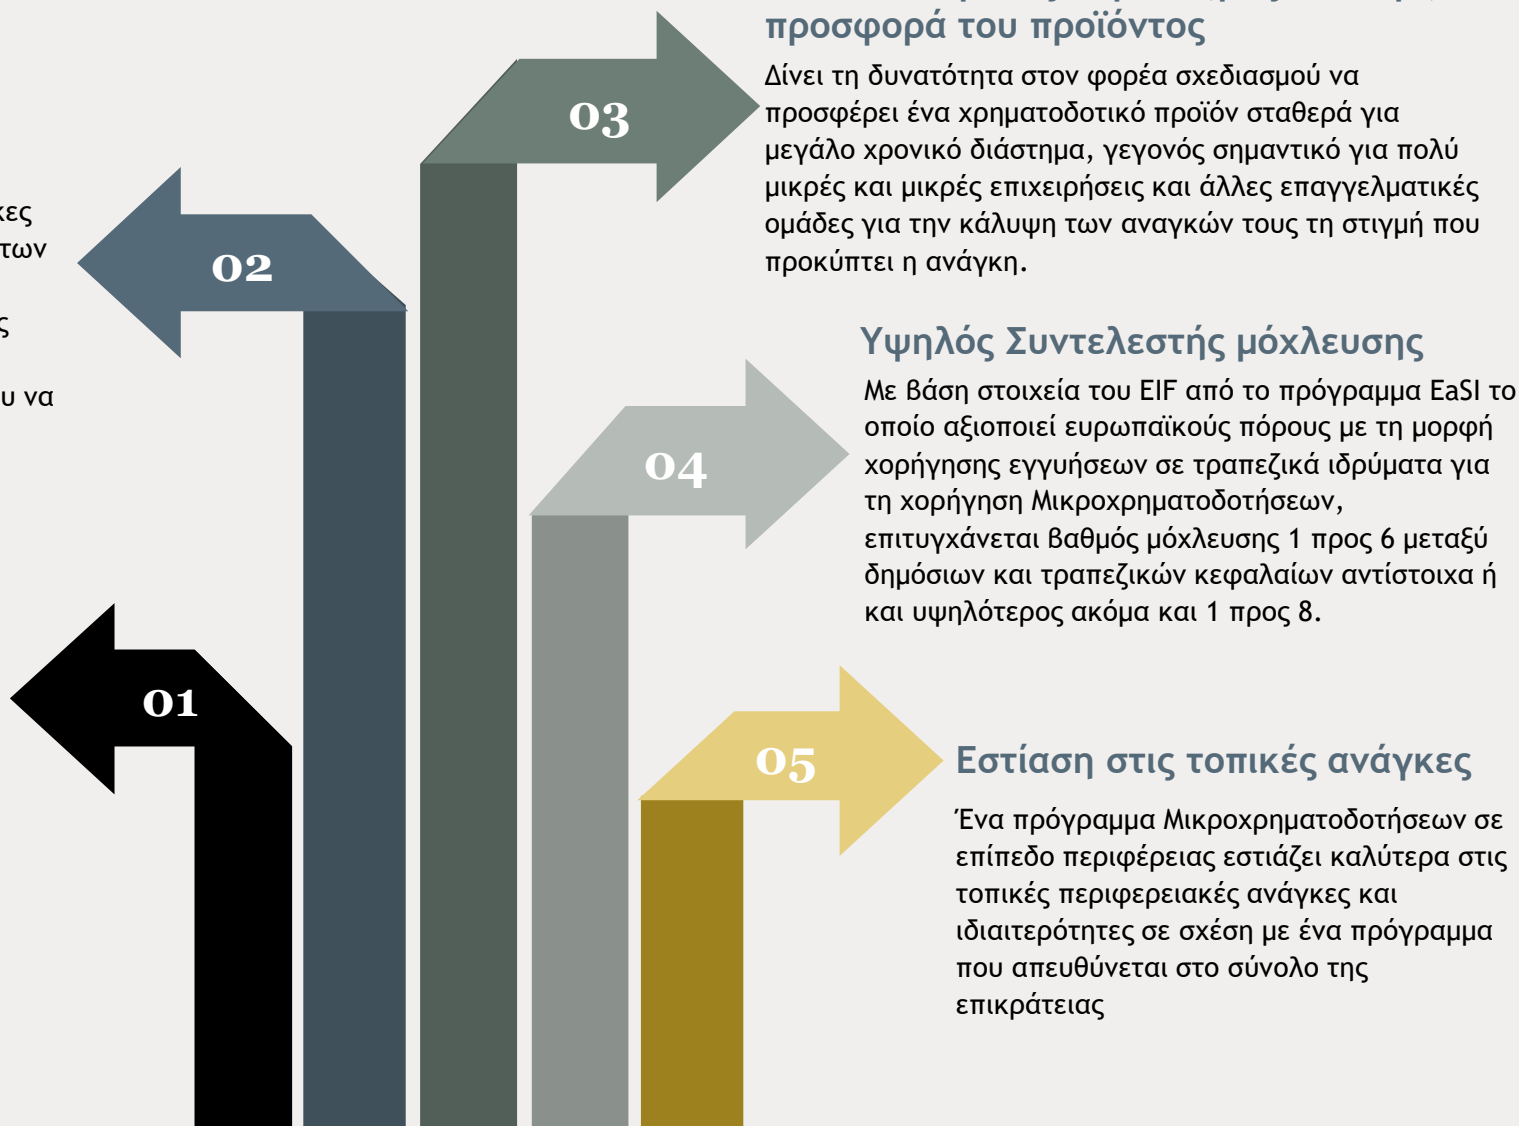 προσφορά του προϊόντος
Δίνει τη δυνατότητα στον φορέα σχεδιασμού να
προσφέρει ένα χρηματοδοτικό προϊόν σταθερά για
μεγάλο χρονικό διάστημα, γεγονός σημαντικό για πολύ
μικρές και μικρές επιχειρήσεις και άλλες επαγγελματικές
ομάδες για την κάλυψη των αναγκών τους τη στιγμή που
προκύπτει η ανάγκη.
03
των
02
υ να
Υψηλός Συντελεστής μόχλευσης
Με βάση στοιχεία του EIF από το πρόγραμμα EaSI το
οποίο αξιοποιεί ευρωπαϊκούς πόρους με τη μορφή
χορήγησης εγγυήσεων σε τραπεζικά ιδρύματα για
τη χορήγηση Μικροχρηματοδοτήσεων,
επιτυγχάνεται βαθμός μόχλευσης 1 προς 6 μεταξύ
δημόσιων και τραπεζικών κεφαλαίων αντίστοιχα ή
και υψηλότερος ακόμα και 1 προς 8.
04
01
05
Εστίαση στις τοπικές ανάγκες
Ένα πρόγραμμα Μικροχρηματοδοτήσεων σε
επίπεδο περιφέρειας εστιάζει καλύτερα στις
τοπικές περιφερειακές ανάγκες και
ιδιαιτερότητες σε σχέση με ένα πρόγραμμα
που απευθύνεται στο σύνολο της
επικράτειας